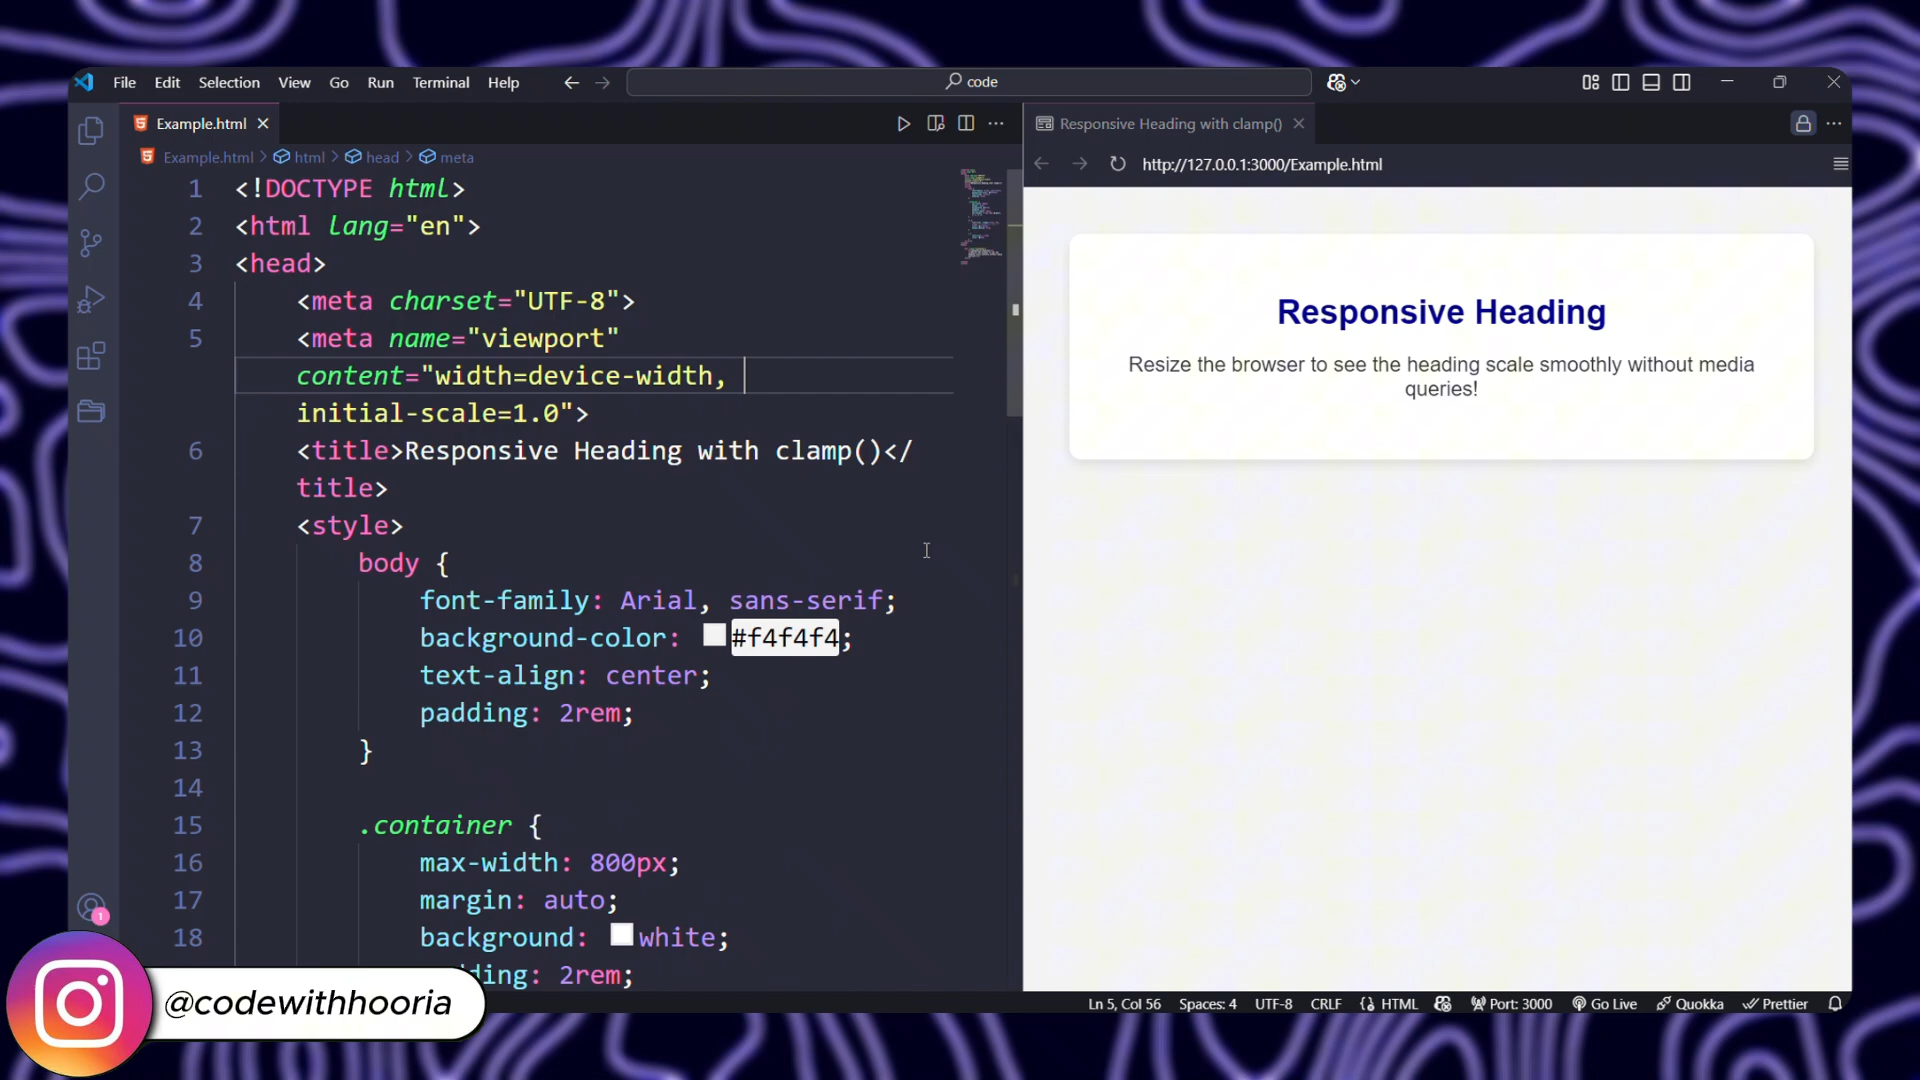 File Edit Selection View Go Run Terminal Help
code
Example.html
Example.html > html > head > meta
1 <!DOCTYPE html>
2 <html lang="en">
3 <head>
4 <meta charset="UTF-8">
5 <meta name="viewport"
content="width=device-width,
initial-scale=1.0">
6 <title>Responsive Heading with clamp()</
title>
7 <style>
8 body {
9 font-family: Arial, sans-serif;
10 background-color: #f4f4f4;
11 text-align: center;
12 padding: 2rem;
13 }
14
15 .container {
16 max-width: 800px;
17 margin: auto;
18 background: white;
ding: 2rem;
Responsive Heading with clamp()
http://127.0.0.1:3000/Example.html
Responsive Heading
Resize the browser to see the heading scale smoothly without media
queries!
1
@codewithhooria
Ln 5, Col 56 Spaces: 4 UTF-8 CRLF HTML Port: 3000 Go Live Quokka Prettier